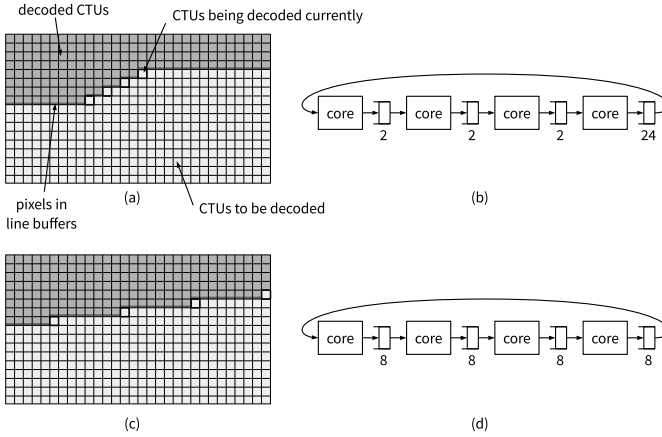 decoded CTUs
CTUs being decoded currently
core
core
core
core
2
2
2
24
(a)
(b)
pixels in
line buffers
CTUs to be decoded
core
core
core
core
8
8
8
8
(c)
(d)